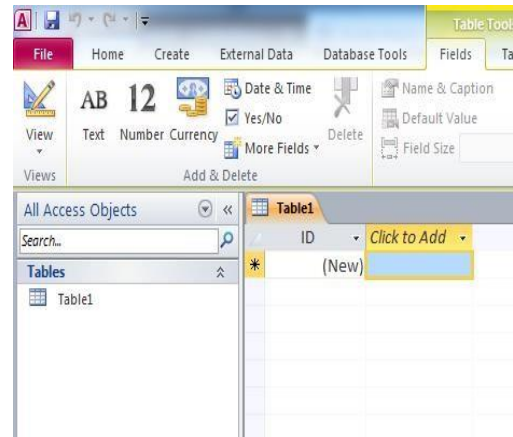 A
Table Tools
File Home Create External Data Database Tools Fields Ta
AB 12
View Text Number Currency
Date & Time
Yes/No
More Fields
Delete
Name & Caption
Default Value
Field Size
Views Add & Delete
All Access Objects «
Search...
Tables
Table1
Table1
ID Click to Add
* (New)